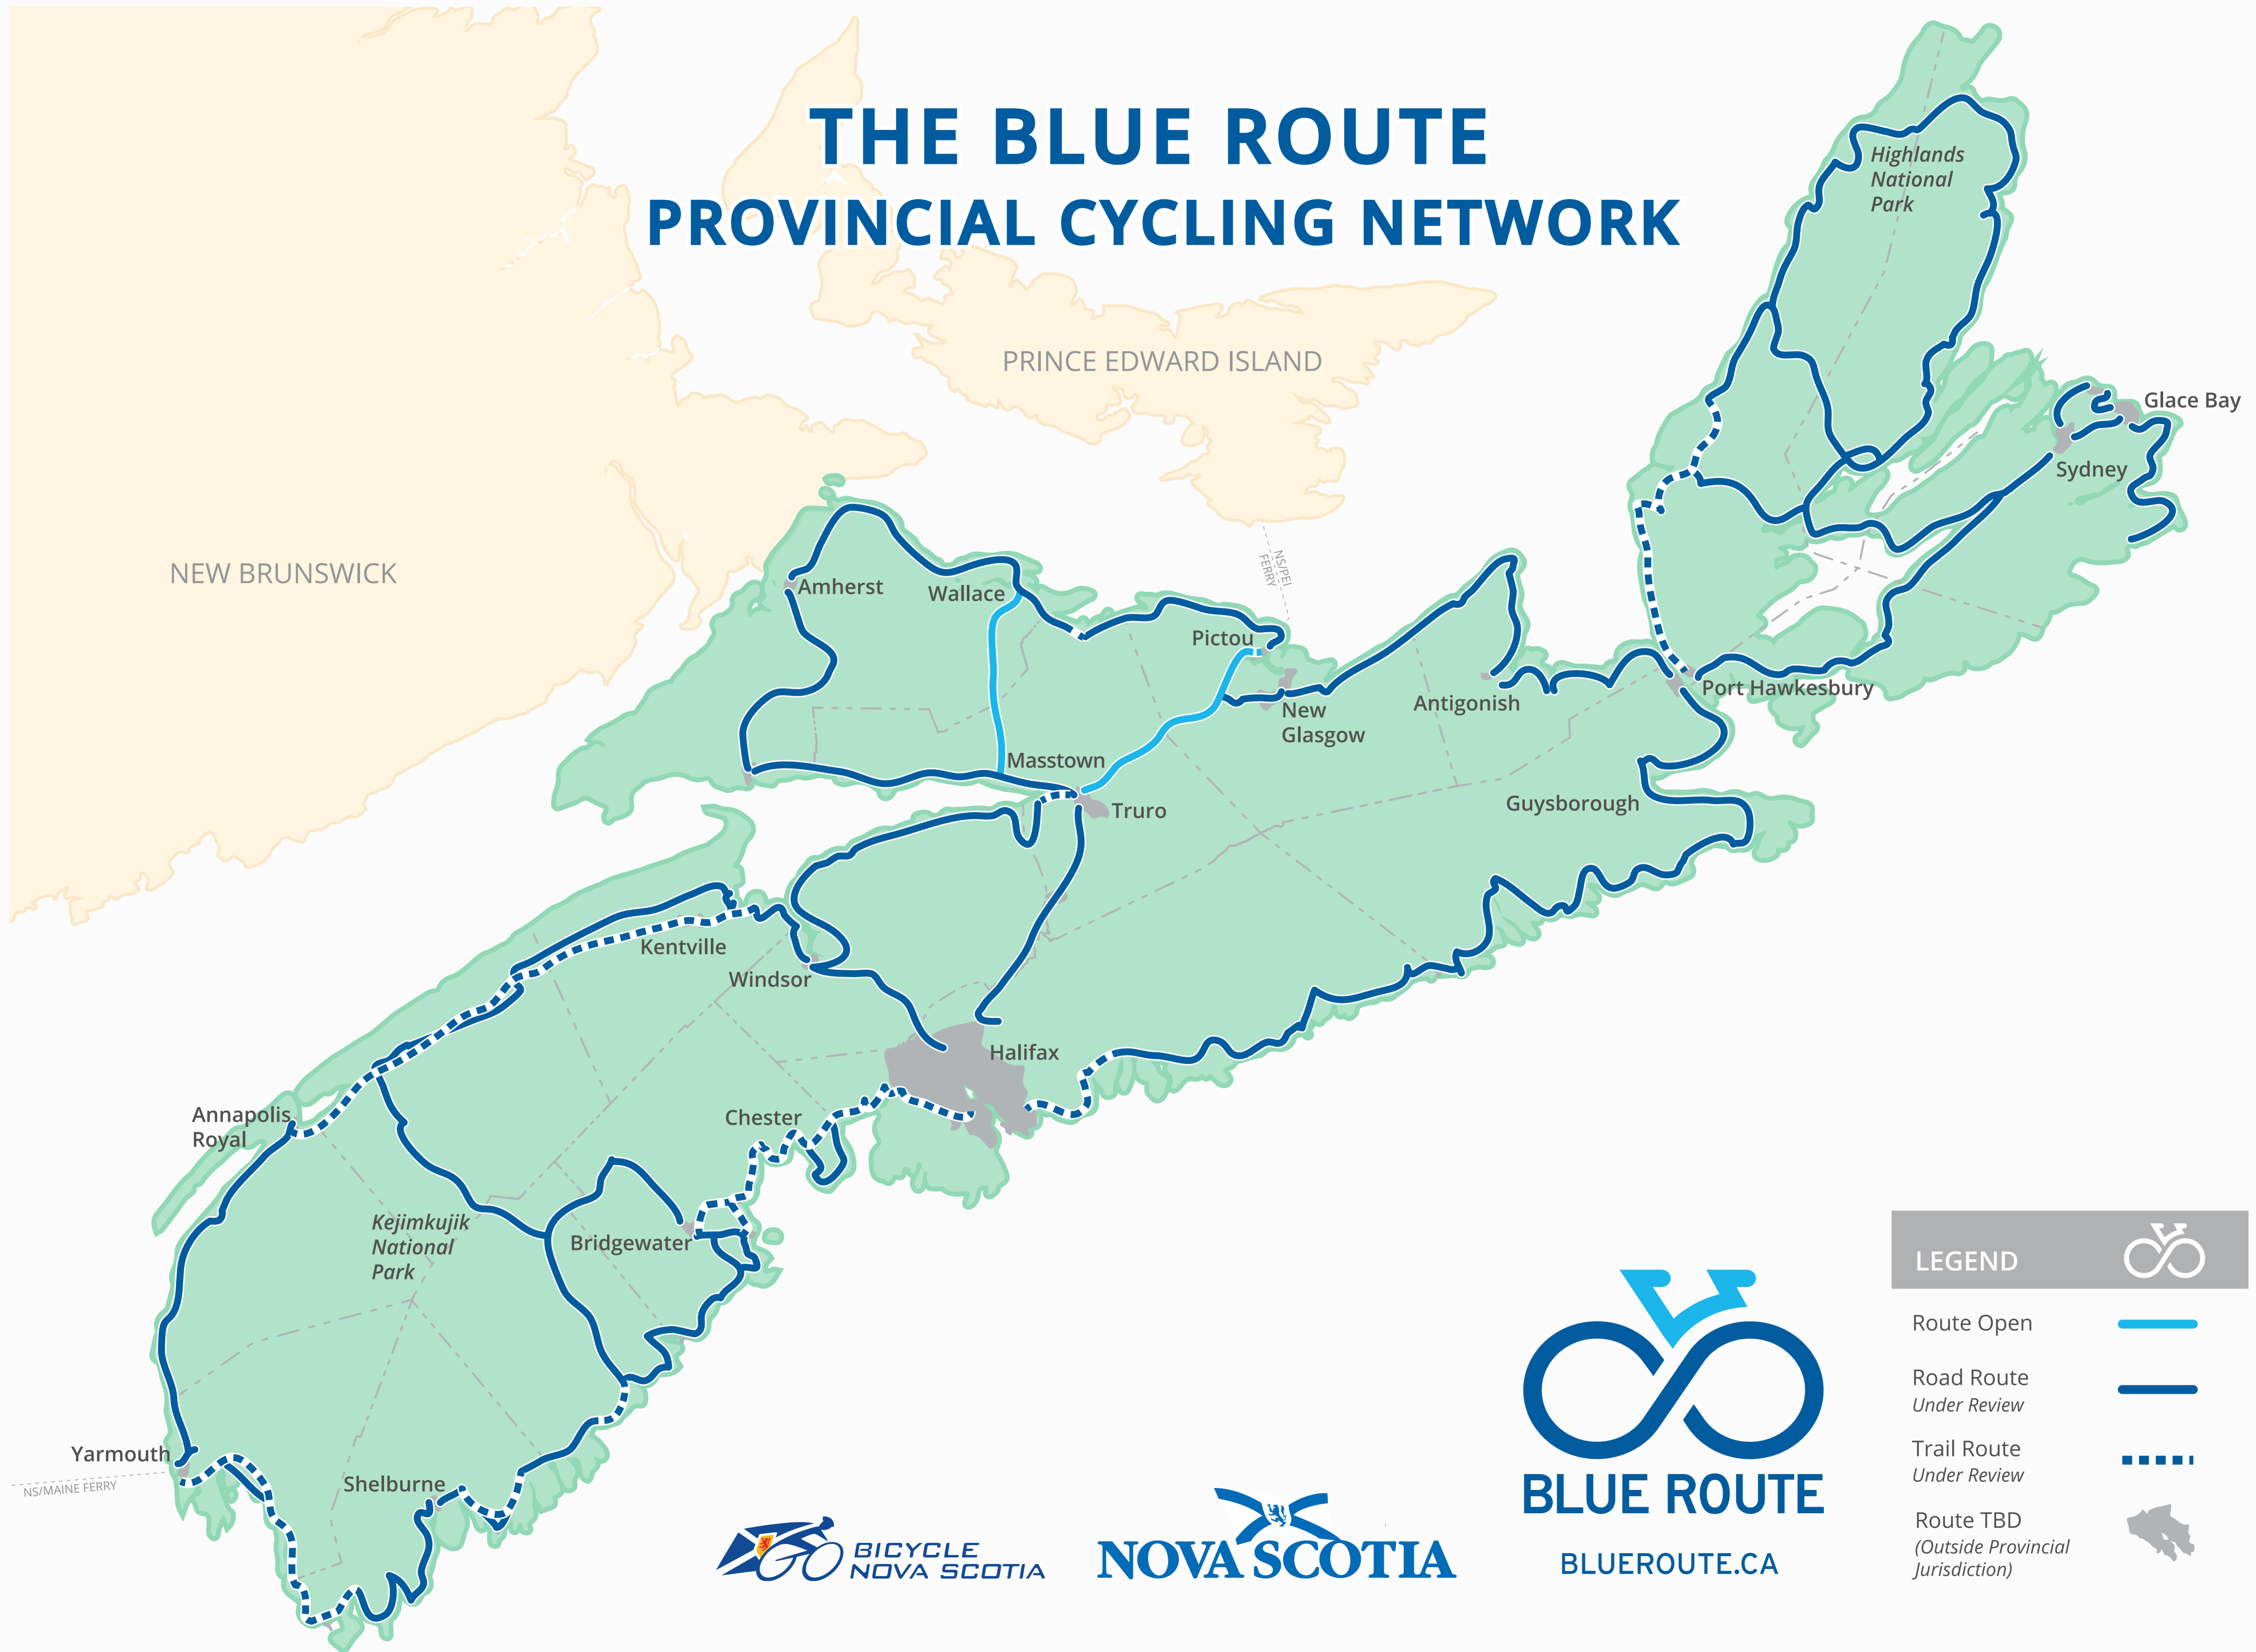 THE BLUE ROUTE
PROVINCIAL CYCLING NETWORK
Highlands
National
Park
PRINCE EDWARD ISLAND
Glace Bay
Sydney
NEW BRUNSWICK
NS/PEI
FERRY
Amherst
Wallace
Pictou
Port Hawkesbury
Antigonish
New
Glasgow
Masstown
Guysborough
Truro
Kentville
Windsor
Halifax
Annapolis
Royal
Chester
Kejimkujik
National
Park
Bridgewater
Yarmouth
NS/MAINE FERRY
Shelburne
BICYCLE
NOVA SCOTIA
NOVA SCOTIA
BLUE ROUTE
BLUEROUTE.CA
LEGEND
Route Open
Road Route
Under Review
Trail Route
Under Review
Route TBD
(Outside Provincial
Jurisdiction)